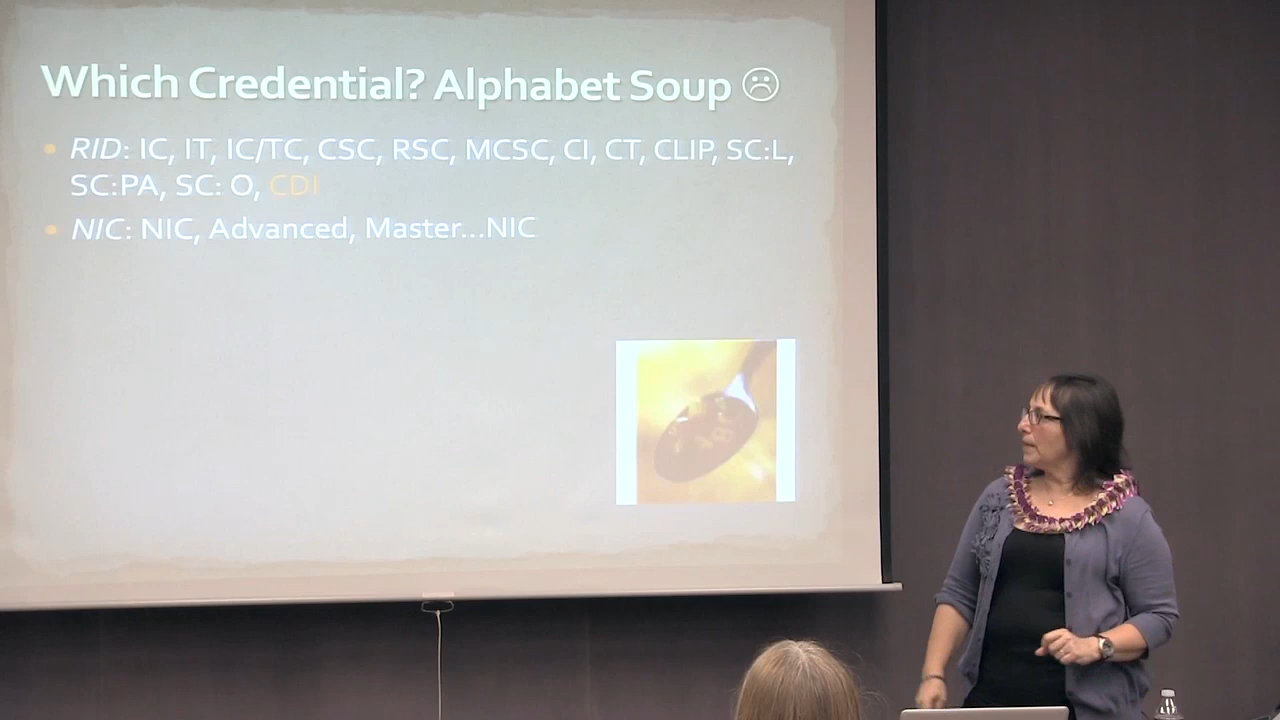 Which Credential? Alphabet Soup ☹
• RID: IC, IT, IC/TC, CSC, RSC, MCSC, CI, CT, CLIP, SC:L,
SC:PA, SC: O, CDI
• NIC: NIC, Advanced, Master...NIC